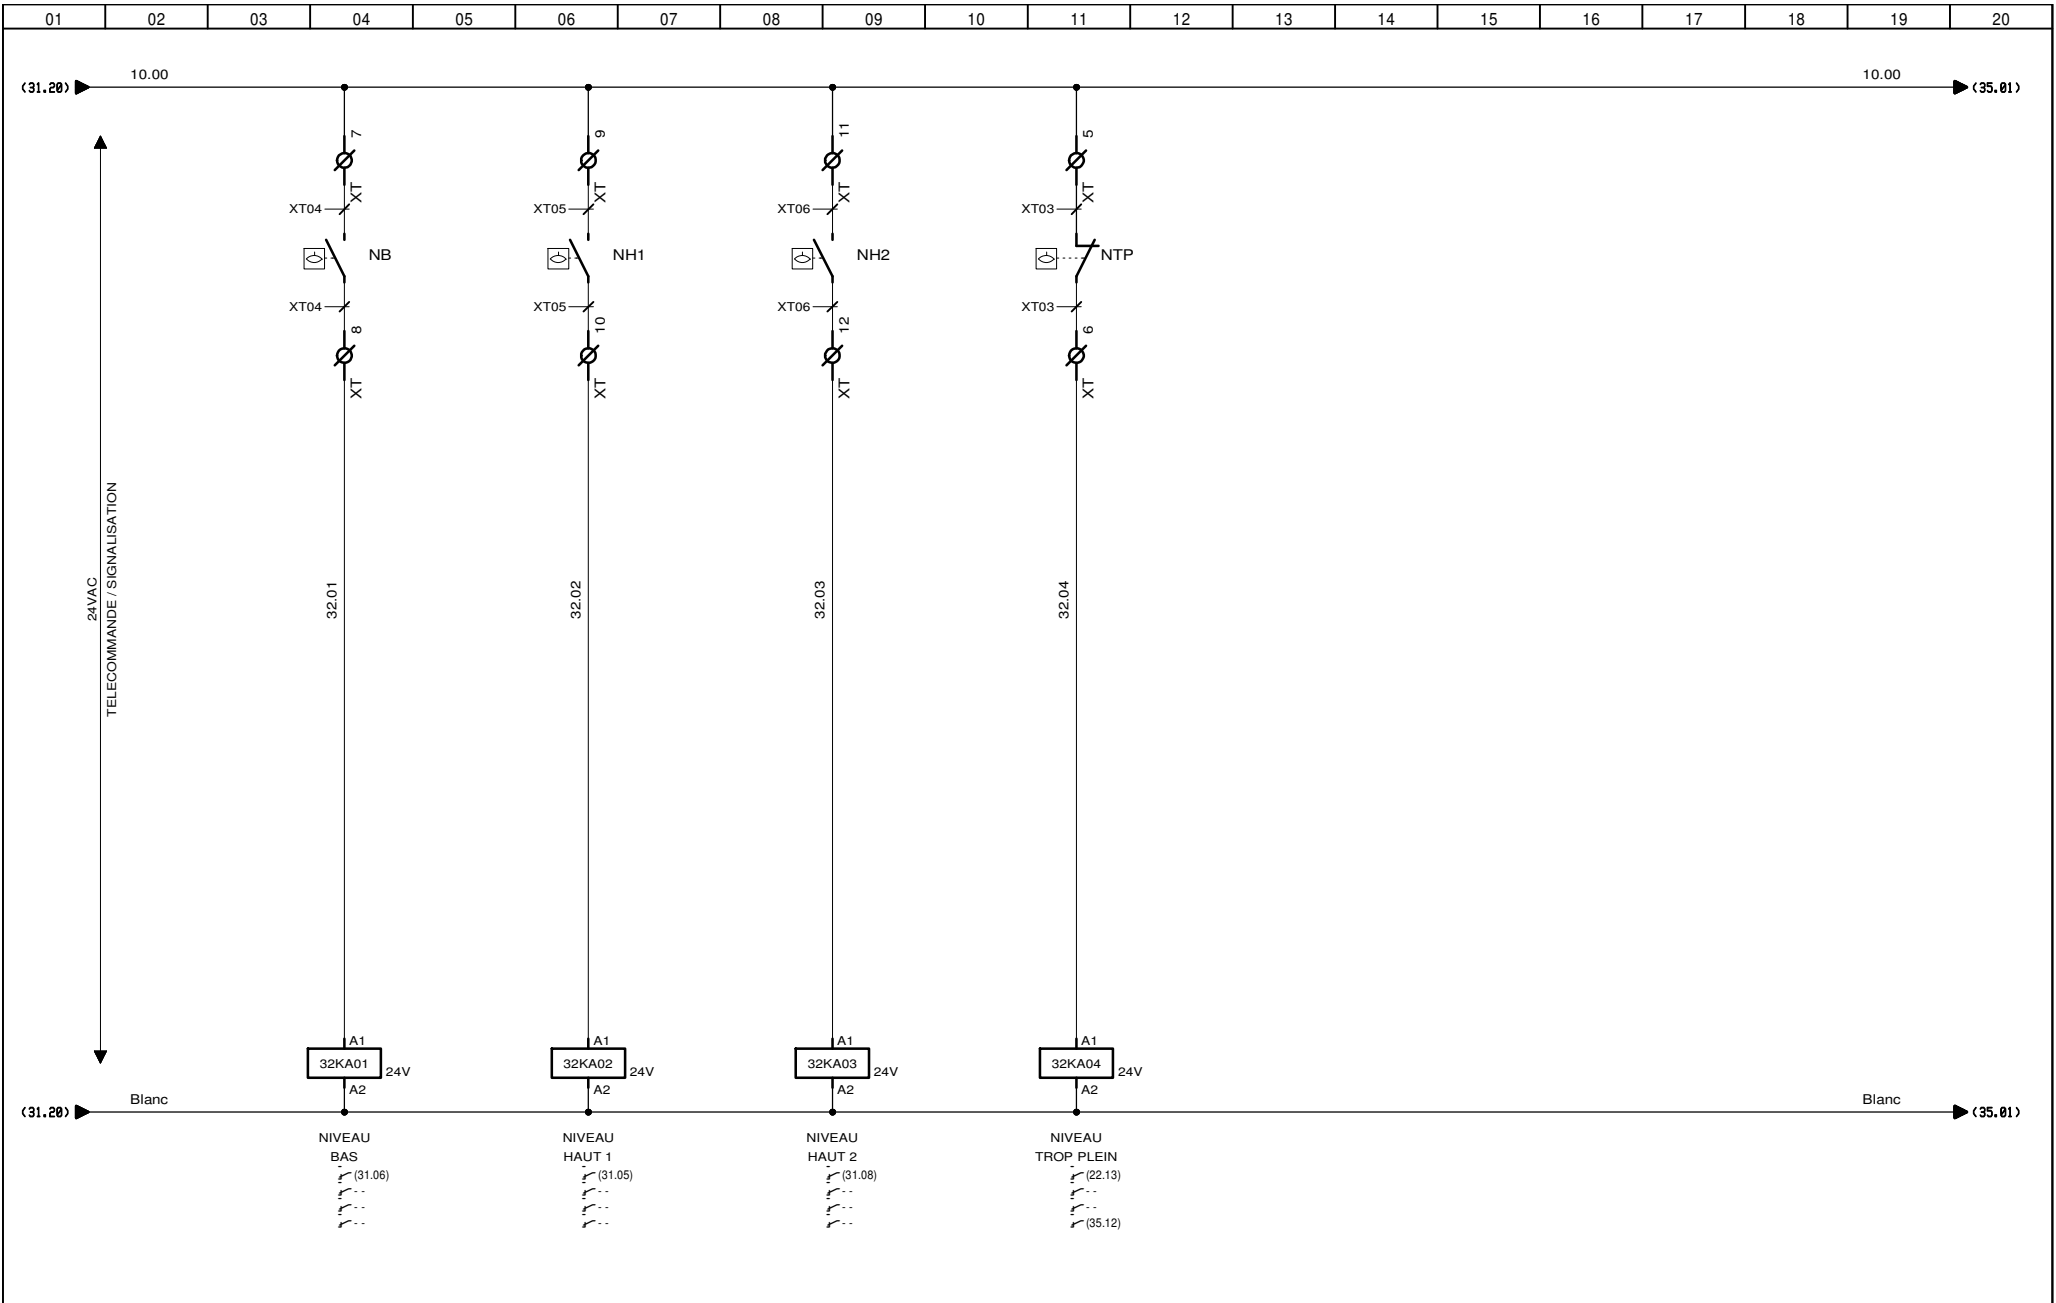 01 02 03 04 05 06 07 08 09 10 11 12 13 14 15 16 17 18 19 20
10.00 10.00
(31.20) (35.01)
7 9 11 5
XT XT XT XT
XT04 XT05 XT06 XT03
NB NH1 NH2 NTP
XT04 XT05 XT06 XT03
8 10 12 6
XT XT XT XT
24VAC
TELECOMMANDE / SIGNALISATION
32.01 32.02 32.03 32.04
A1 A1 A1 A1
32KA01 24V 32KA02 24V 32KA03 24V 32KA04 24V
A2 A2 A2 A2
Blanc Blanc
(31.20) (35.01)
NIVEAU NIVEAU NIVEAU NIVEAU
BAS HAUT 1 HAUT 2 TROP PLEIN
(31.06) (31.05) (31.08) (22.13)
- - - - - - - -
- - - - - - - -
- - - - - - (35.12)